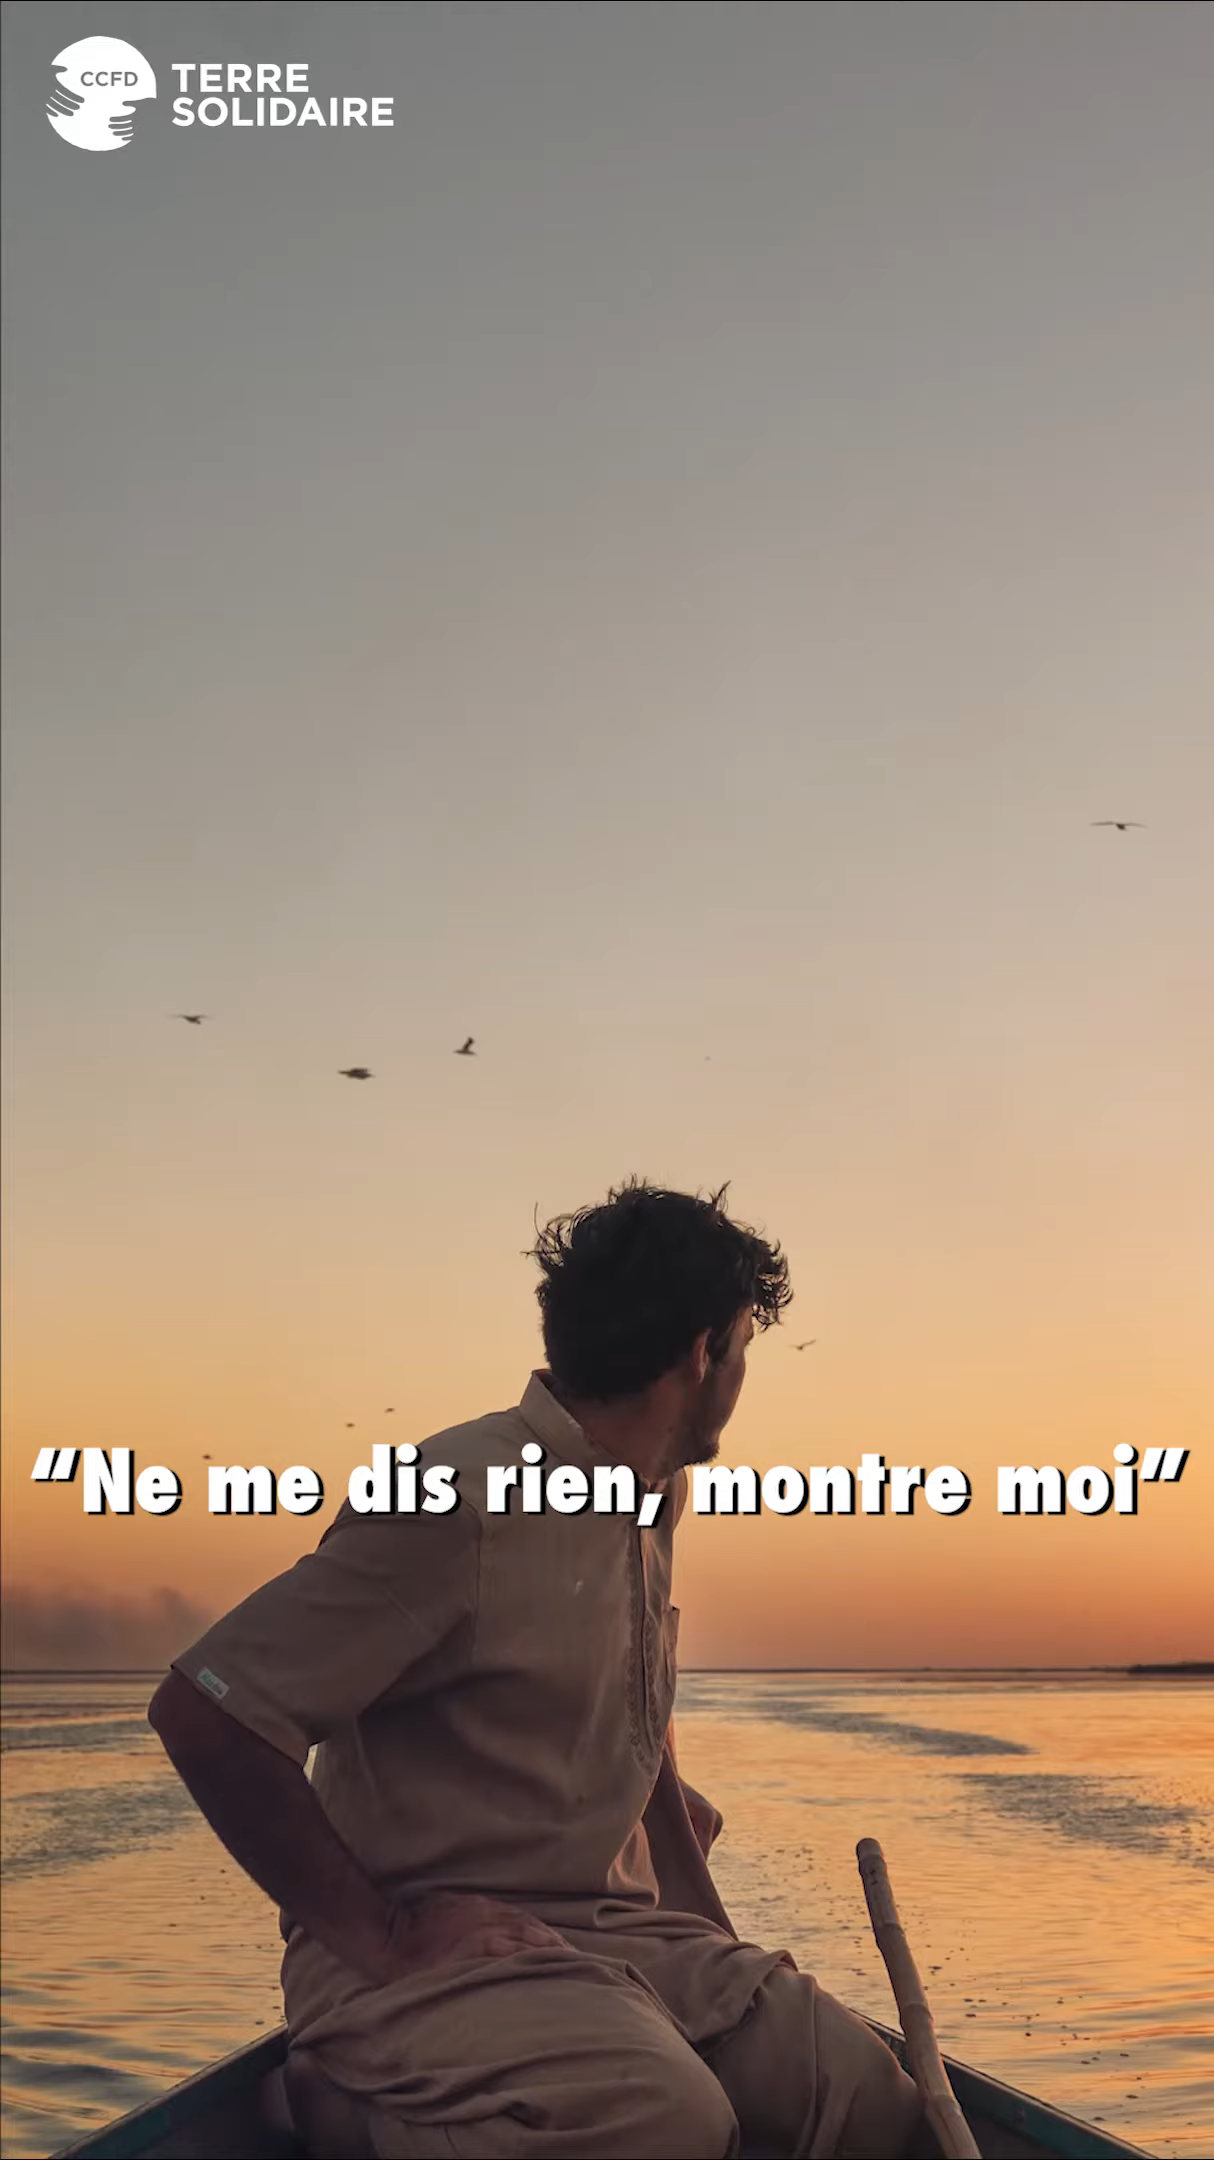 CCFD
TERRE
SOLIDAIRE
“Ne me dis rien, montre moi”